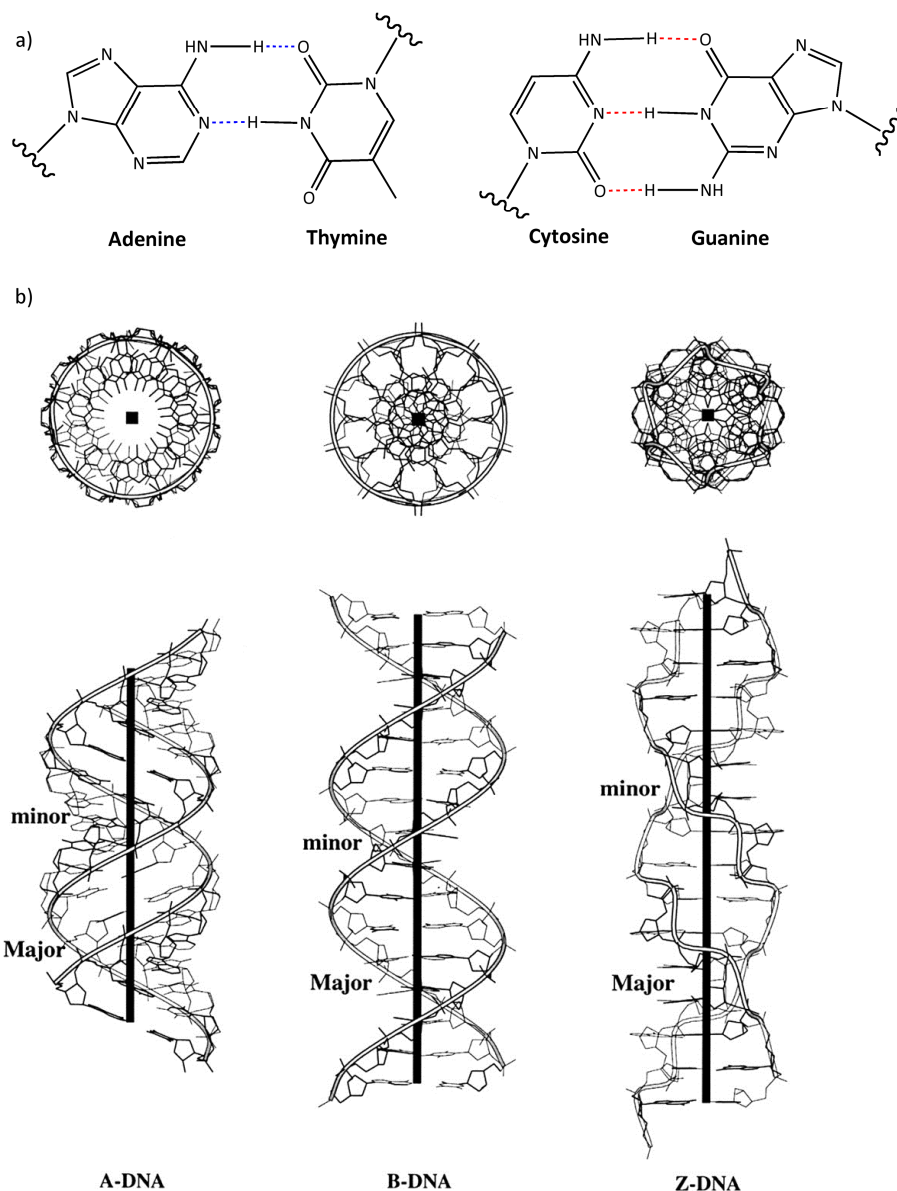 a)
HN H O
N N
N N H N
N O
HN H O
N
N H N
N
N N
O H NH
Adenine Thymine Cytosine Guanine
b)
minor
minor
minor
Major
Major
Major
A-DNA B-DNA Z-DNA